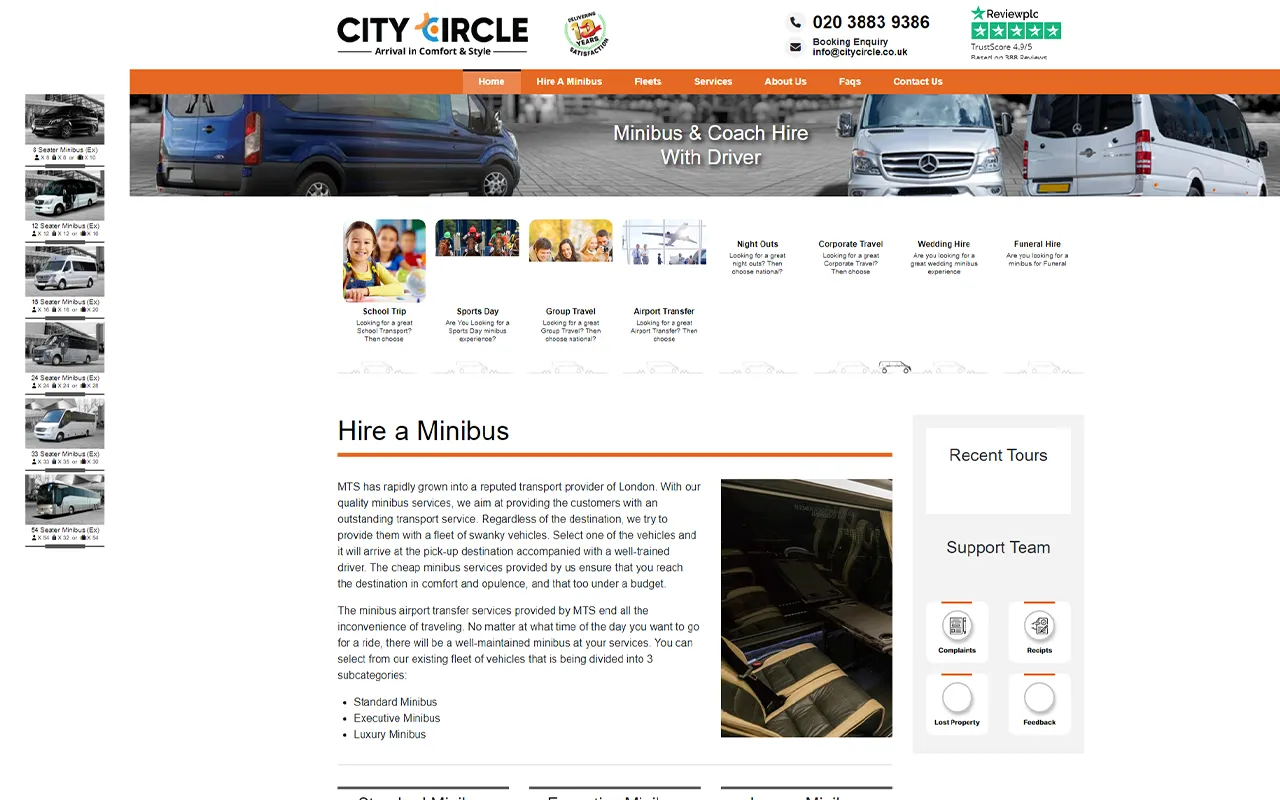 CITY CIRCLE
Arrival in Comfort & Style
DELIVERING
13
YEARS
SATISFACTION
020 3883 9386
Booking Enquiry
info@citycircle.co.uk
Reviewplc
TrustScore 4.9/5
Based on 388 Reviews
Home Hire A Minibus Fleets Services About Us Faqs Contact Us
Minibus & Coach Hire
With Driver
8 Seater Minibus (Ex)
X 8 X 8 or X 10
12 Seater Minibus (Ex)
X 12 X 12 or X 16
16 Seater Minibus (Ex)
X 16 X 16 or X 20
24 Seater Minibus (Ex)
X 24 X 24 or X 28
33 Seater Minibus (Ex)
X 33 X 35 or X 30
54 Seater Minibus (Ex)
X 54 X 32 or X 54
School Trip
Looking for a great
School Transport?
Then choose
Sports Day
Are You Looking for a
Sports Day minibus
experience?
Group Travel
Looking for a great
Group Travel? Then
choose national?
Airport Transfer
Looking for a great
Airport Transfer? Then
choose
Night Outs
Looking for a great
night outs? Then
choose national?
Corporate Travel
Looking for a great
Corporate Travel?
Then choose
Wedding Hire
Are you looking for a
great wedding minibus
experience
Funeral Hire
Are you looking for a
minibus for Funeral
Hire a Minibus
MTS has rapidly grown into a reputed transport provider of London. With our
quality minibus services, we aim at providing the customers with an
outstanding transport service. Regardless of the destination, we try to
provide them with a fleet of swanky vehicles. Select one of the vehicles and
it will arrive at the pick-up destination accompanied with a well-trained
driver. The cheap minibus services provided by us ensure that you reach
the destination in comfort and opulence, and that too under a budget.
The minibus airport transfer services provided by MTS end all the
inconvenience of traveling. No matter at what time of the day you want to go
for a ride, there will be a well-maintained minibus at your services. You can
select from our existing fleet of vehicles that is being divided into 3
subcategories:
• Standard Minibus
• Executive Minibus
• Luxury Minibus
Recent Tours
Support Team
Complaints
Recipts
Lost Property
Feedback